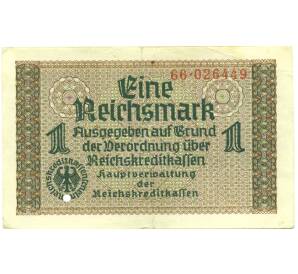 66·026449
Eine
Reichsmark
1 1
Ausgegeben auf Grund
der Verordnung über
Reichskreditkassen
Hauptverwaltung
der
Reichskreditkassen